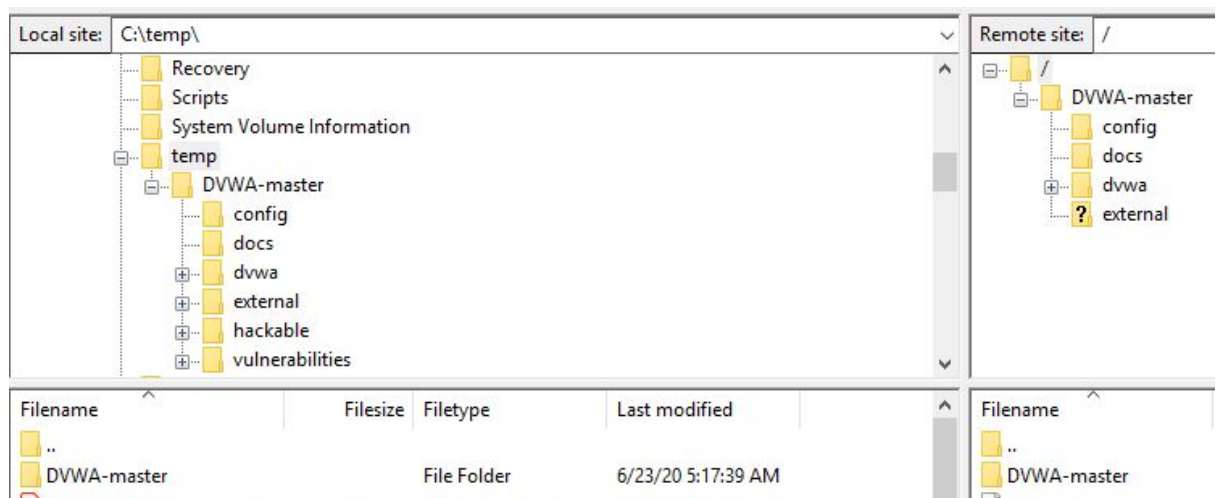 Local site: C:\temp\
Recovery
Scripts
System Volume Information
temp
DVWA-master
config
docs
dvwa
external
hackable
vulnerabilities
Remote site: /
/
DVWA-master
config
docs
dvwa
? external
Filename Filesize Filetype Last modified
..
DVWA-master File Folder 6/23/20 5:17:39 AM
Filename
..
DVWA-master